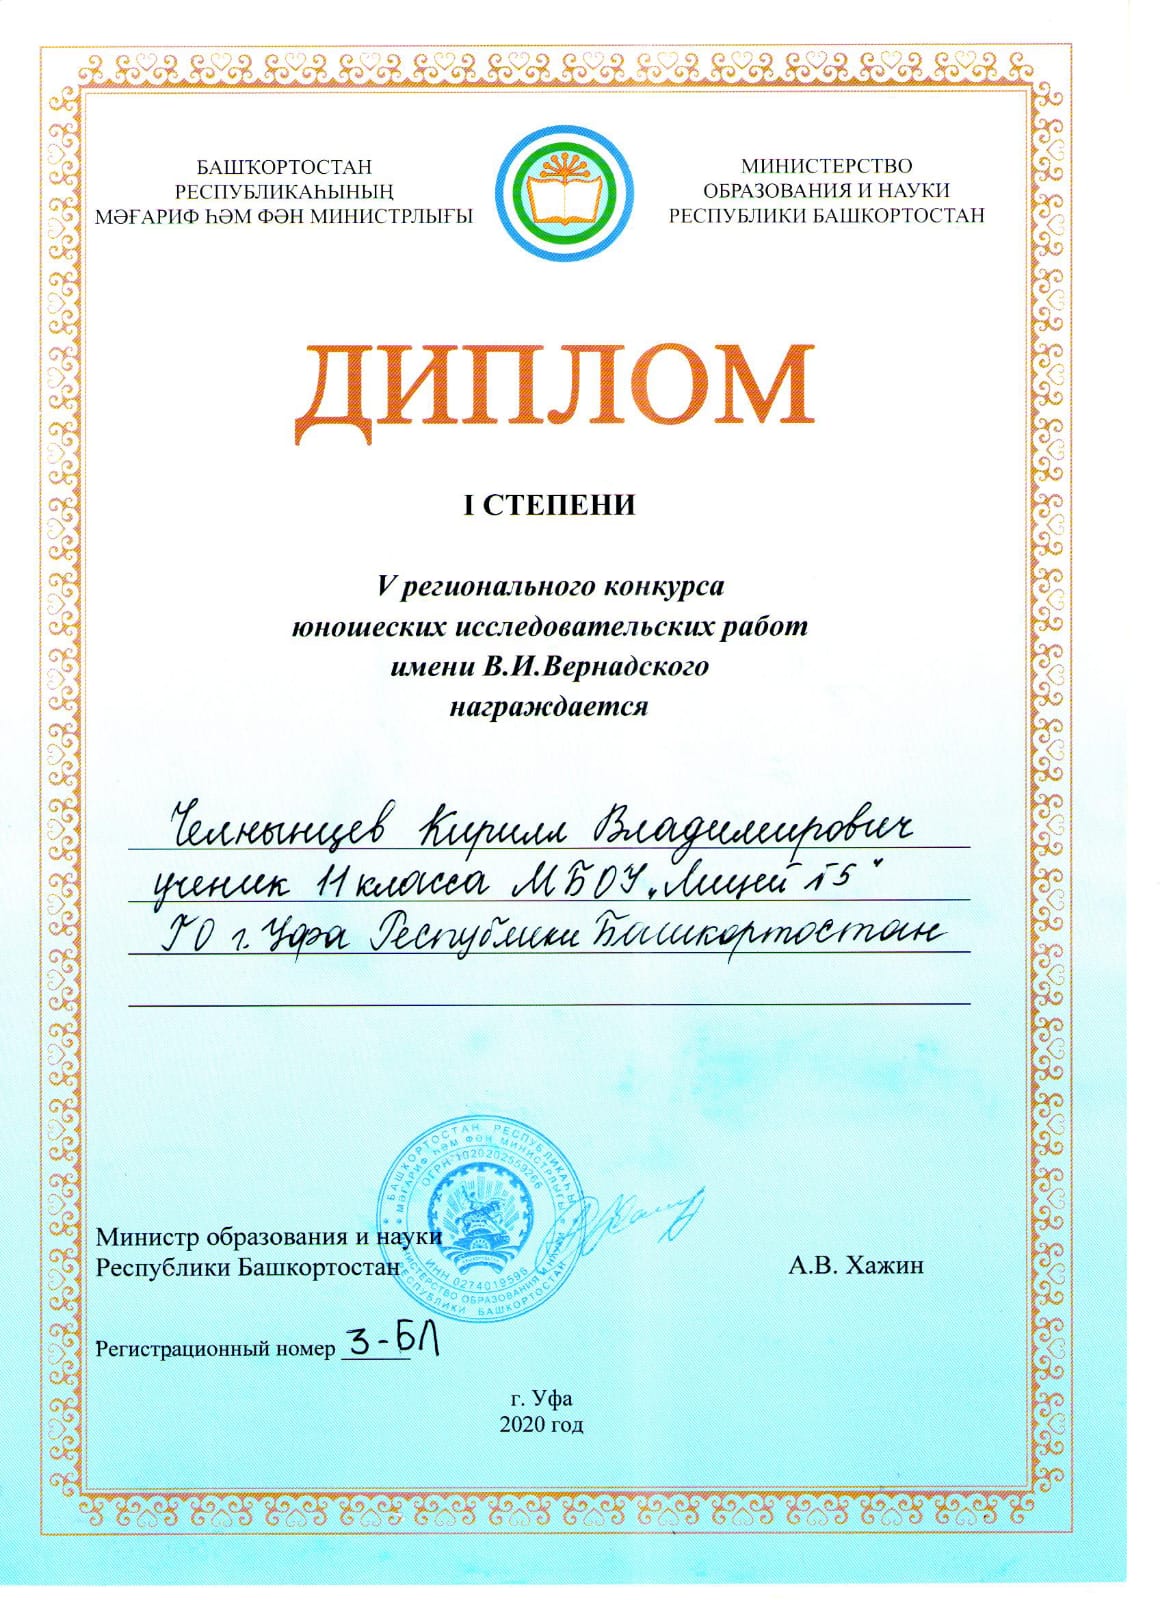 БАШҠОРТОСТАН
РЕСПУБЛИКАҺЫНЫҢ
МӘҒАРИФ ҺӘМ ФӘН МИНИСТРЛЫҒЫ
МИНИСТЕРСТВО
ОБРАЗОВАНИЯ И НАУКИ
РЕСПУБЛИКИ БАШКОРТОСТАН
ДИПЛОМ
I СТЕПЕНИ
V регионального конкурса
юношеских исследовательских работ
имени В.И.Вернадского
награждается
Челнынцев Кирилл Владимирович
ученик 11 класса МБОУ „Лицей
ГО г. Уфа Республики Башкортостан
БАШҠОРТОСТАН РЕСПУБЛИКАҺЫ
МӘҒАРИФ ҺӘМ ФӘН МИНИСТРЛЫҒЫ
ОГРН 1020202559266
ИНН 0274019596
МИНИСТЕРСТВО ОБРАЗОВАНИЯ И НАУКИ
РЕСПУБЛИКИ БАШКОРТОСТАН
Министр образования и науки
Республики Башкортостан
А.В. Хажин
Регистрационный номер 3-БЛ
г. Уфа
2020 год